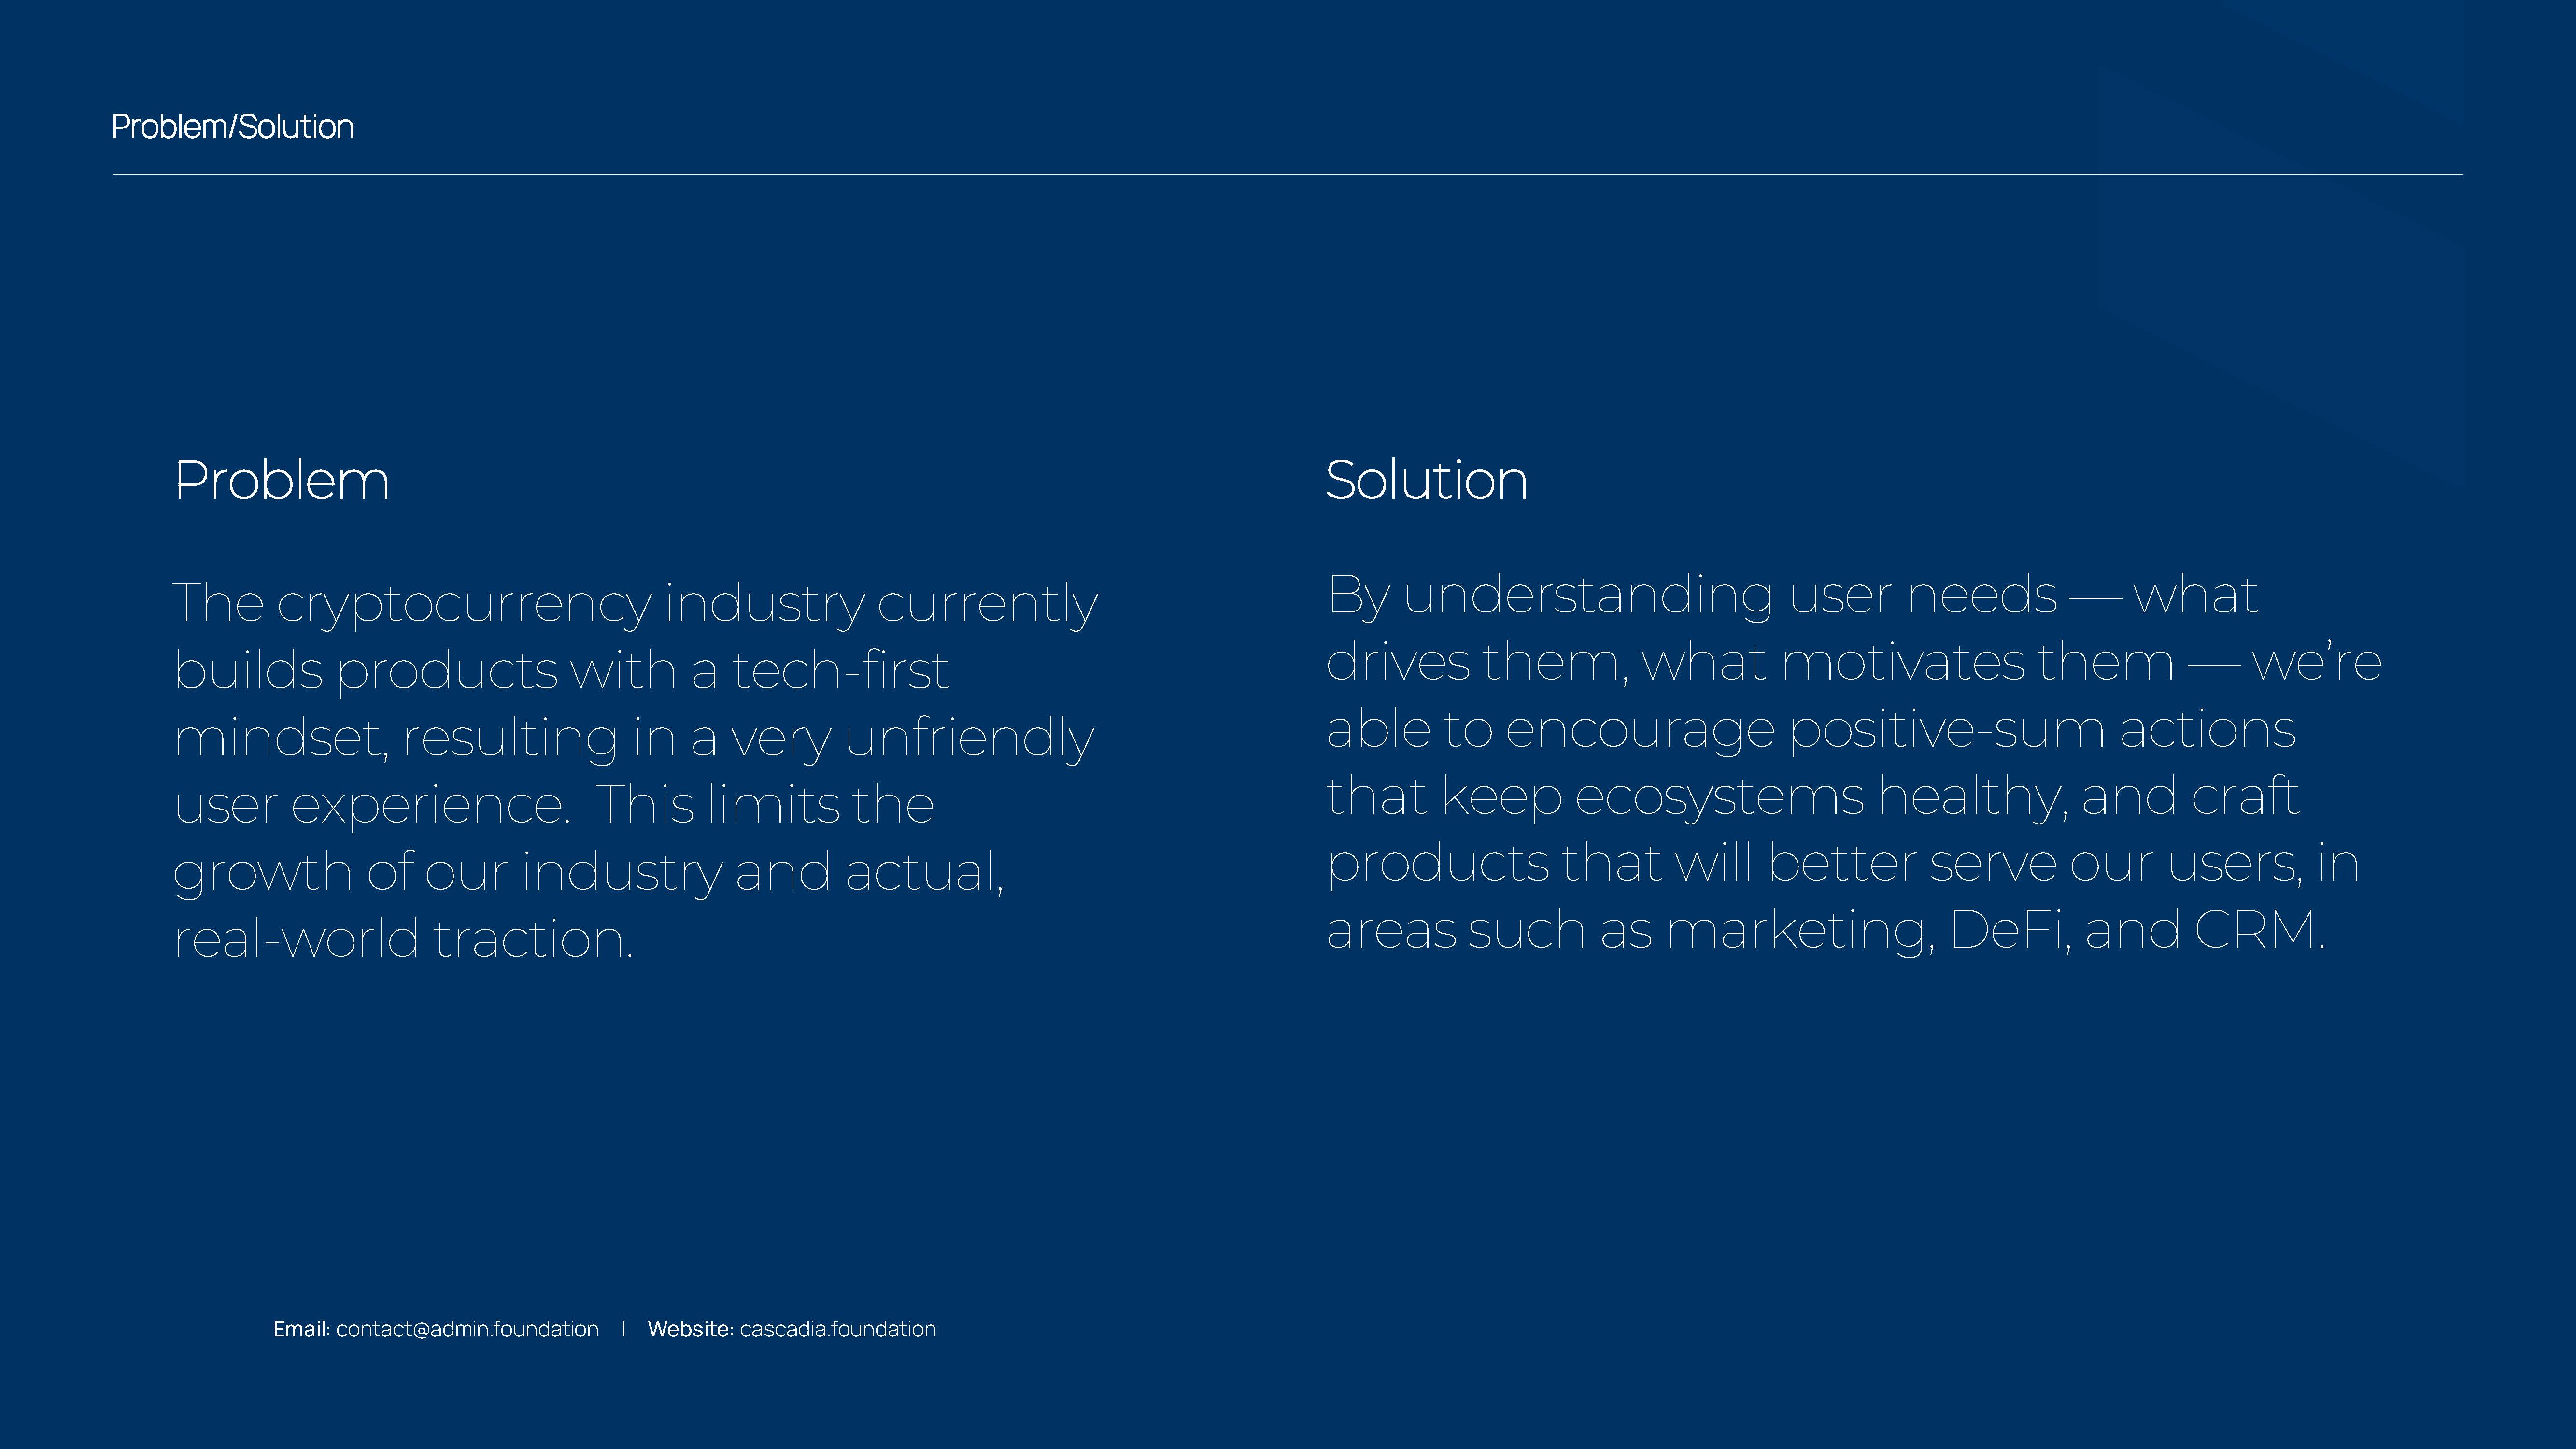 Problem/Solution
Problem
The cryptocurrency industry currently
builds products with a tech-first
mindset, resulting in a very unfriendly
user experience.  This limits the
growth of our industry and actual,
real-world traction.
Solution
By understanding user needs — what
drives them, what motivates them — we’re
able to encourage positive-sum actions
that keep ecosystems healthy, and craft
products that will better serve our users, in
areas such as marketing, DeFi, and CRM.
Email: contact@admin.foundation | Website: cascadia.foundation